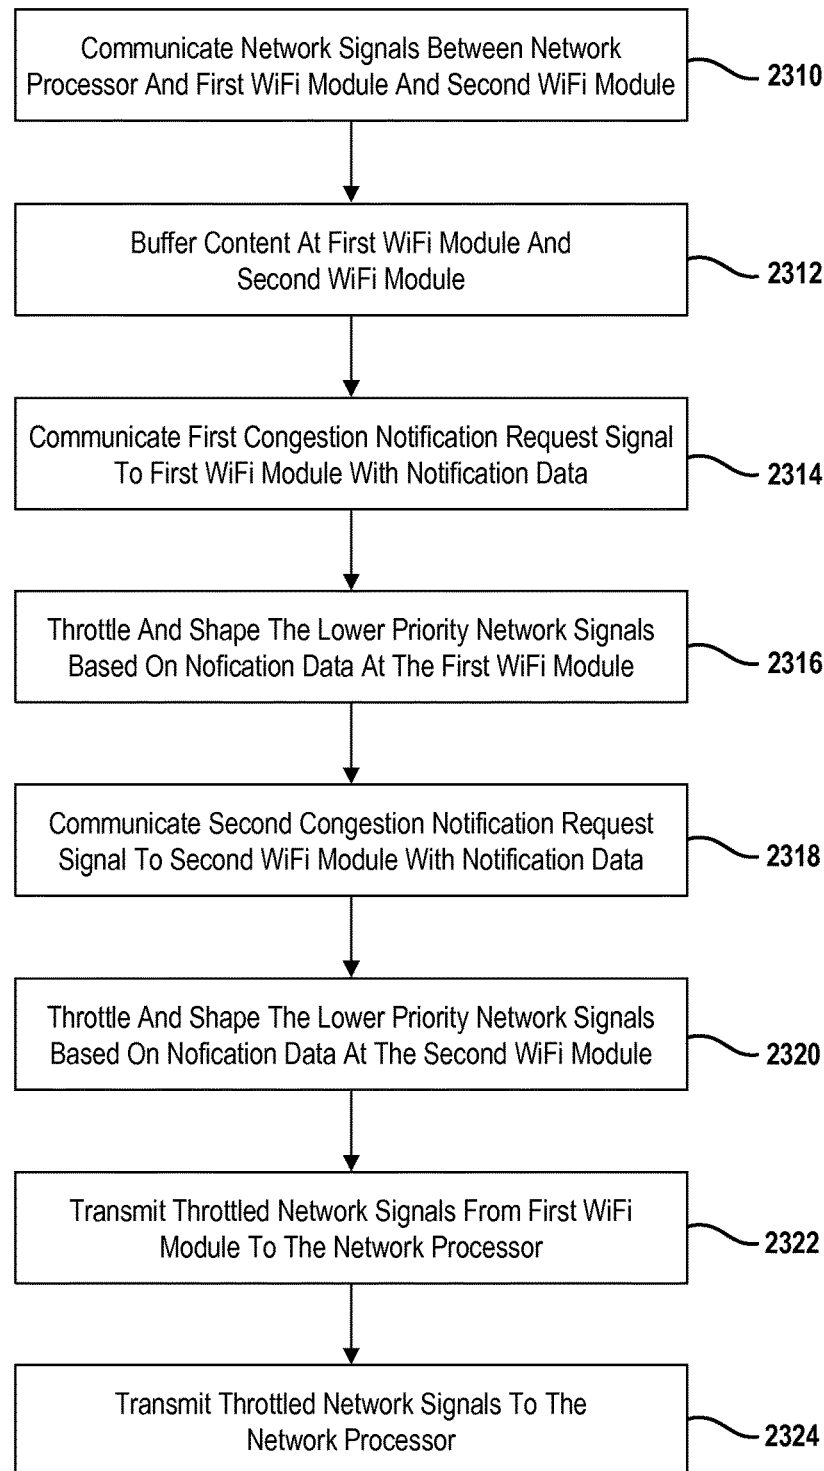 Communicate Network Signals Between Network
Processor And First WiFi Module And Second WiFi Module
2310
Buffer Content At First WiFi Module And
Second WiFi Module
2312
Communicate First Congestion Notification Request Signal
To First WiFi Module With Notification Data
2314
Throttle And Shape The Lower Priority Network Signals
Based On Nofication Data At The First WiFi Module
2316
Communicate Second Congestion Notification Request
Signal To Second WiFi Module With Notification Data
2318
Throttle And Shape The Lower Priority Network Signals
Based On Nofication Data At The Second WiFi Module
2320
Transmit Throttled Network Signals From First WiFi
Module To The Network Processor
2322
Transmit Throttled Network Signals To The
Network Processor
2324